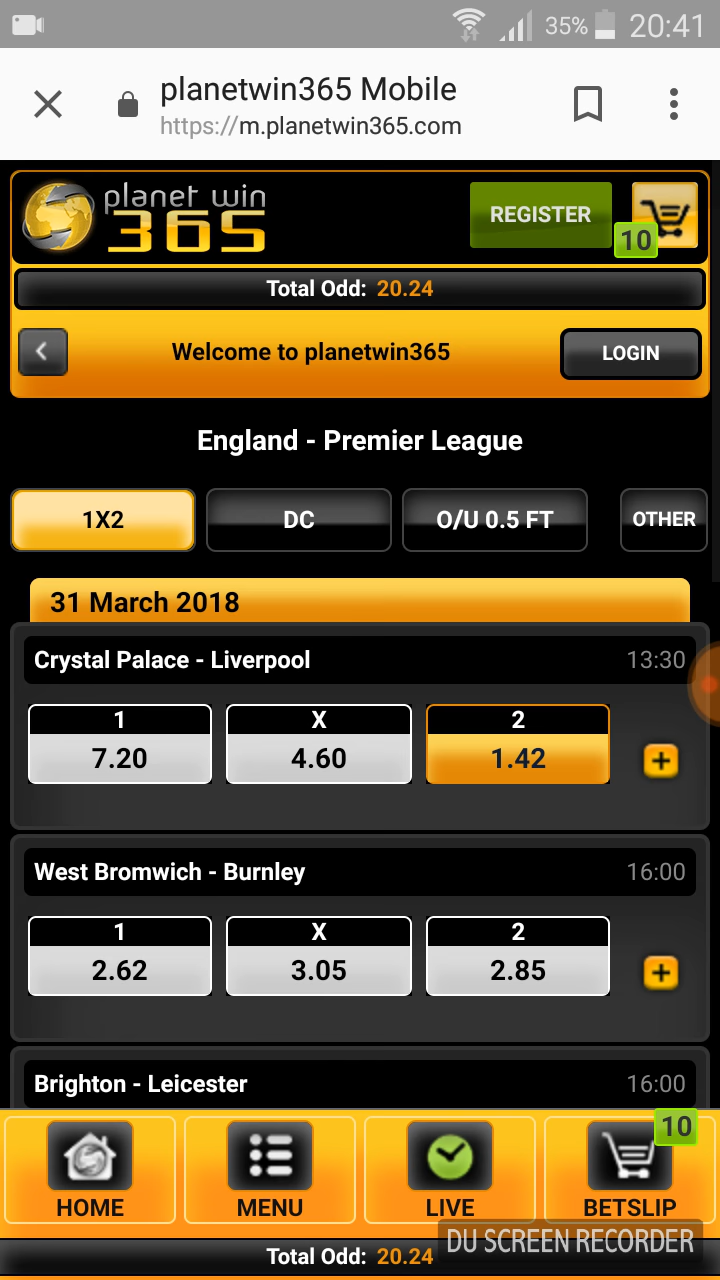 35% 20:41
planetwin365 Mobile
https://m.planetwin365.com
planet win
365
REGISTER
10
Total Odd: 20.24
Welcome to planetwin365
LOGIN
England - Premier League
1X2 DC O/U 0.5 FT OTHER
31 March 2018
Crystal Palace - Liverpool 13:30
1 X 2
7.20 4.60 1.42 +
West Bromwich - Burnley 16:00
1 X 2
2.62 3.05 2.85 +
Brighton - Leicester 16:00
10
HOME MENU LIVE BETSLIP
DU SCREEN RECORDER
Total Odd: 20.24